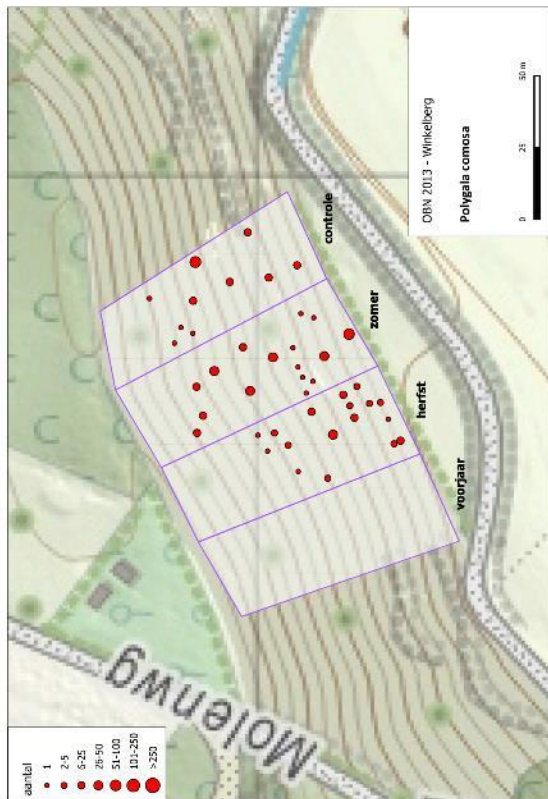 aantal
1
2-5
6-25
26-50
51-100
101-250
>250
Molenwg
controle
zomer
herfst
voorjaar
OBN 2013 - Winkelberg
Polygala comosa
0
25
50 m